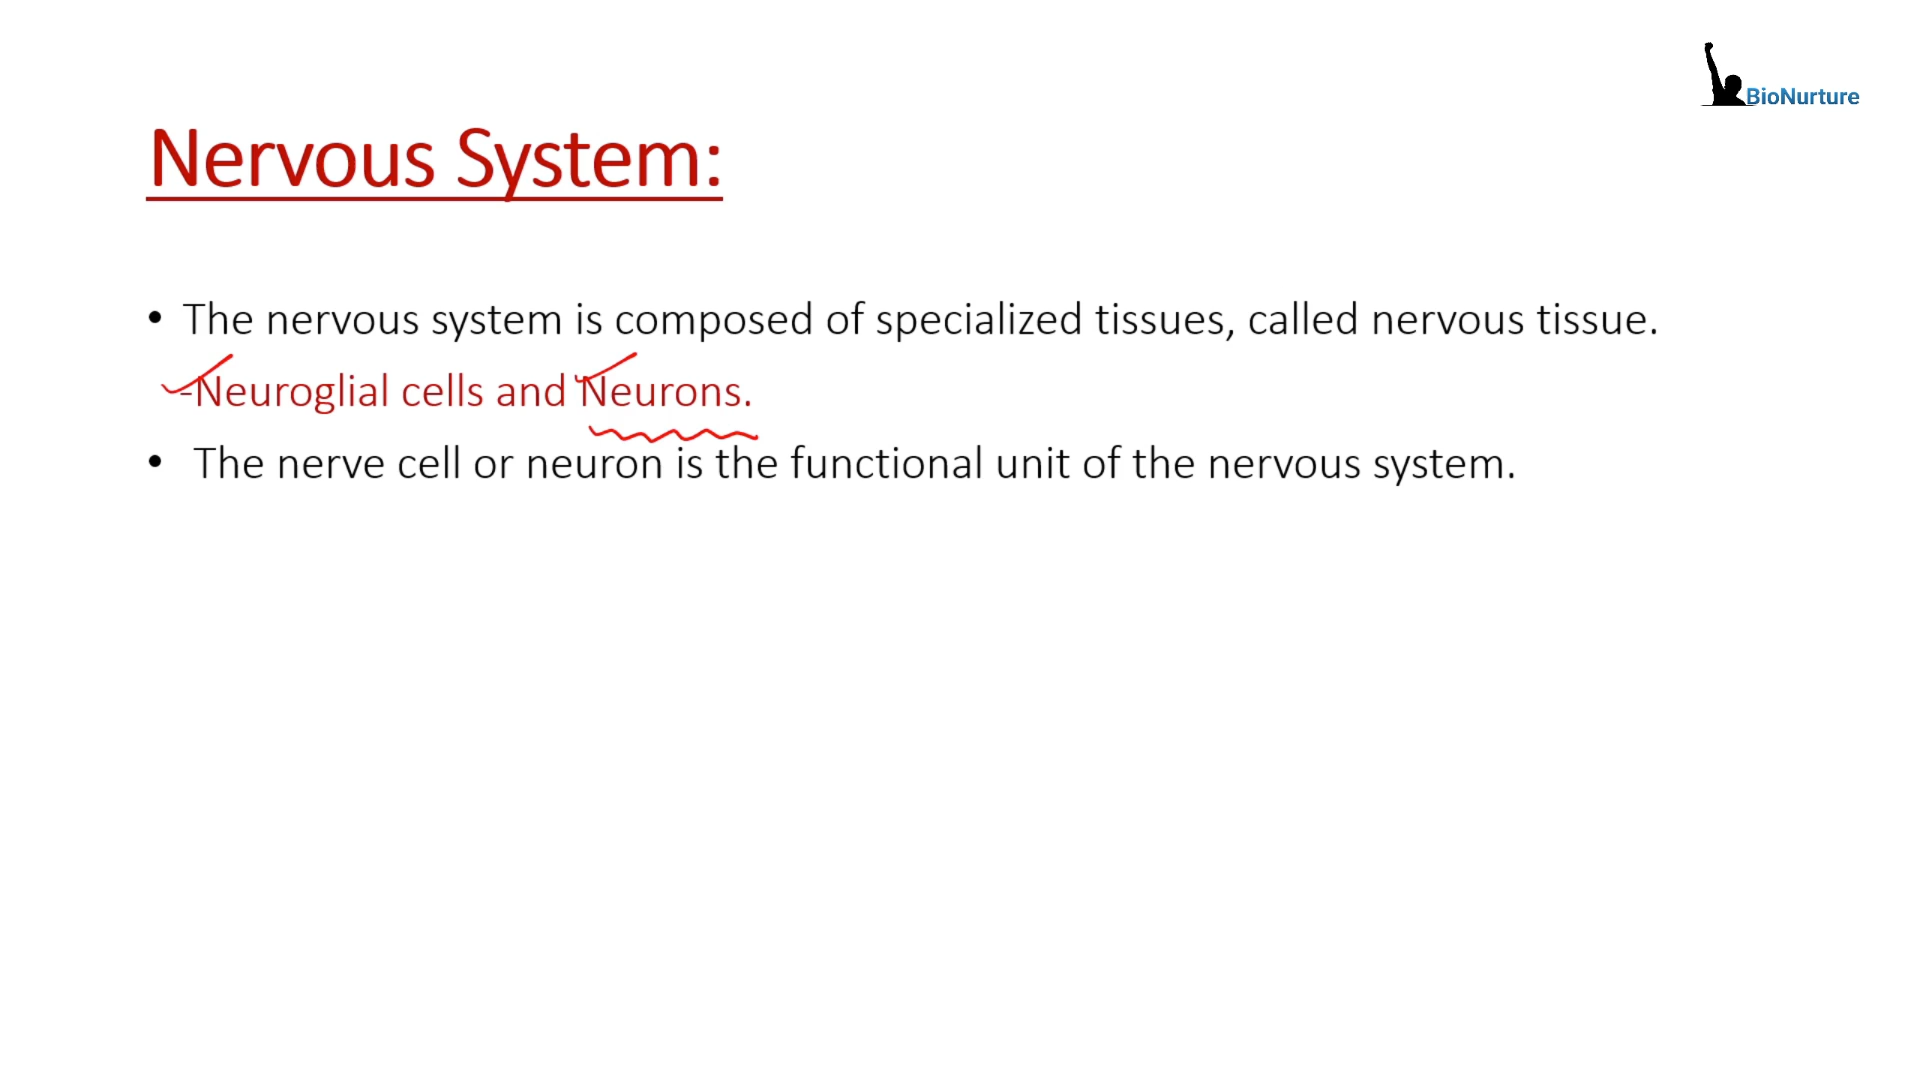 BioNurture
Nervous System:
• The nervous system is composed of specialized tissues, called nervous tissue.
-Neuroglial cells and Neurons.
• The nerve cell or neuron is the functional unit of the nervous system.